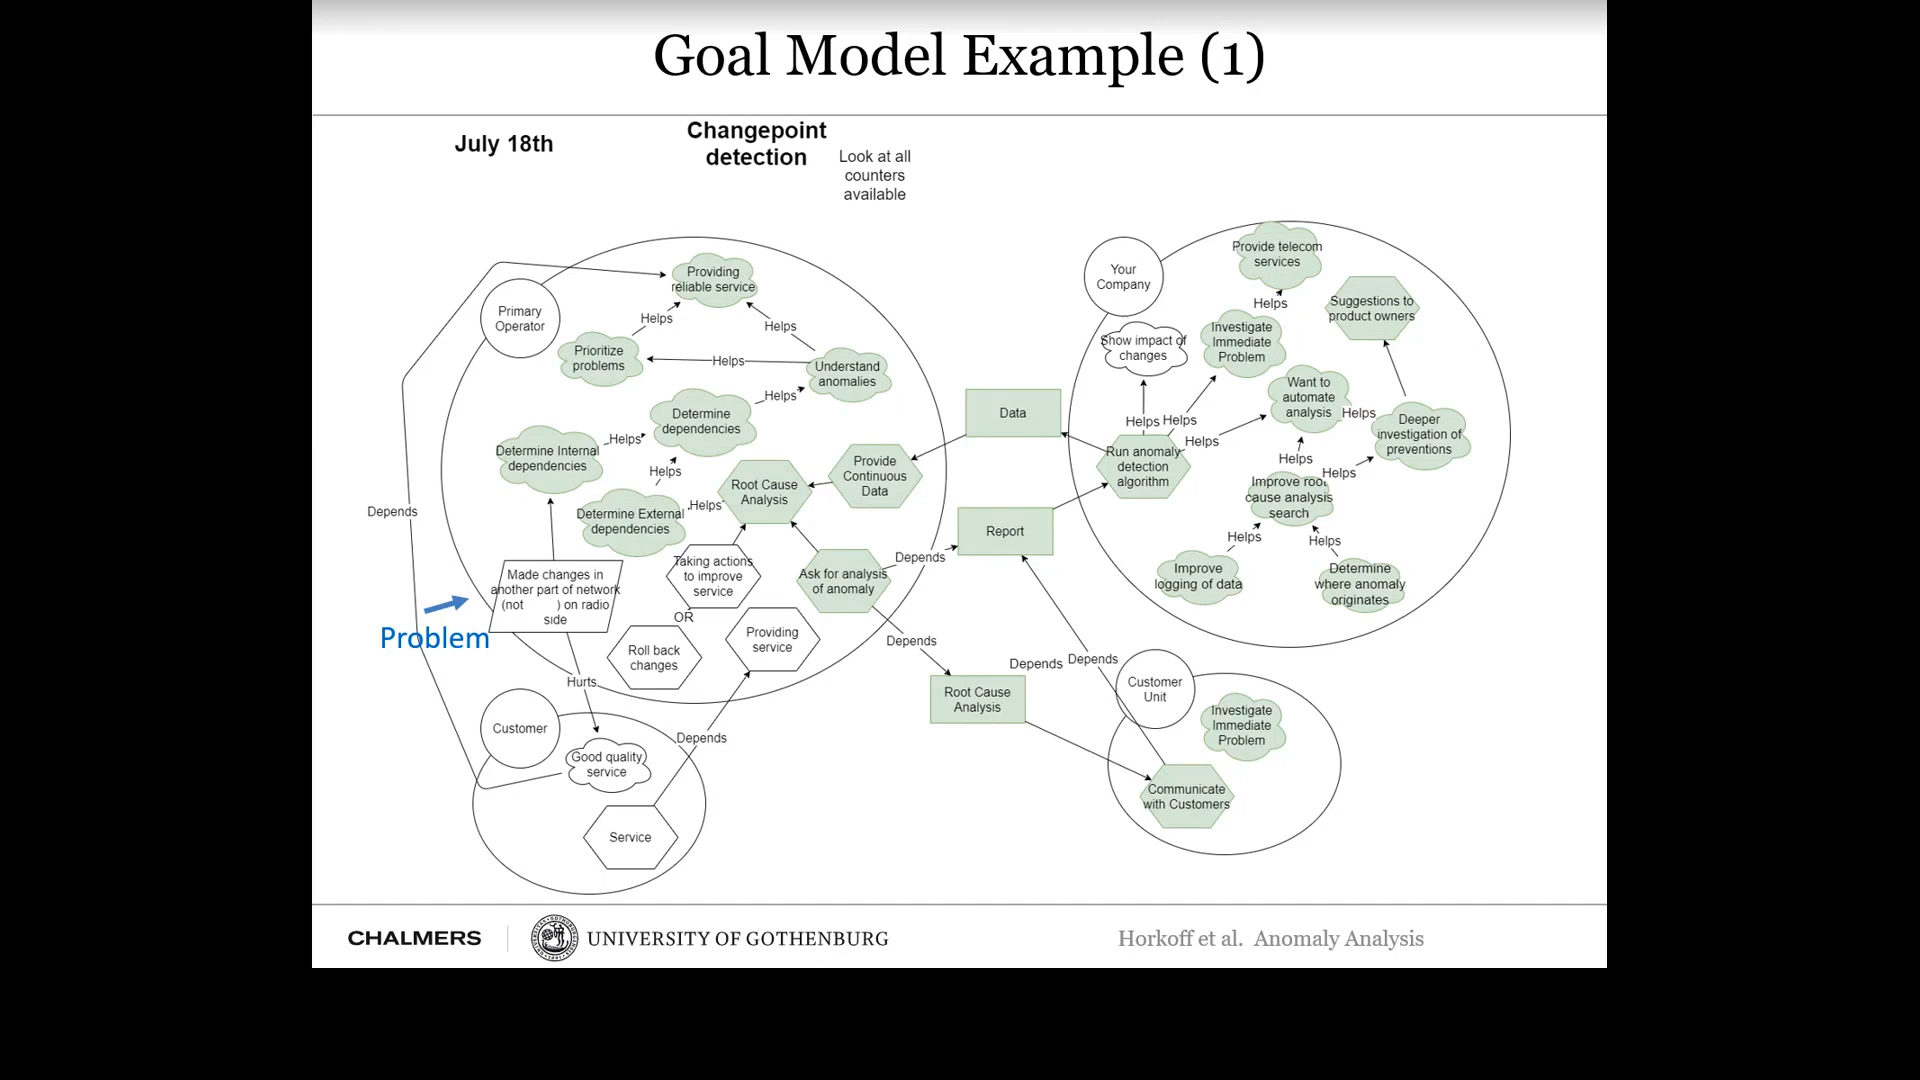 Goal Model Example (1)
July 18th
Changepoint
detection
Look at all
counters
available
Primary
Operator
Providing
reliable service
Helps
Helps
Prioritize
problems
Helps
Understand
anomalies
Helps
Determine
dependencies
Determine Internal
dependencies
Helps
Helps
Determine External
dependencies
Helps
Root Cause
Analysis
Provide
Continuous
Data
Depends
Made changes in
another part of network
(not ) on radio
side
Problem
Taking actions
to improve
service
OR
Roll back
changes
Providing
service
Ask for analysis
of anomaly
Depends
Depends
Hurts
Customer
Good quality
service
Depends
Service
Data
Report
Root Cause
Analysis
Depends
Depends
Your
Company
Provide telecom
services
Helps
Suggestions to
product owners
Show impact of
changes
Investigate
Immediate
Problem
Want to
automate
analysis
Helps
Deeper
investigation of
preventions
Helps
Helps
Helps
Run anomaly
detection
algorithm
Helps
Helps
Improve root
cause analysis
search
Helps
Helps
Improve
logging of data
Determine
where anomaly
originates
Customer
Unit
Investigate
Immediate
Problem
Communicate
with Customers
CHALMERS
UNIVERSITY OF GOTHENBURG
Horkoff et al. Anomaly Analysis